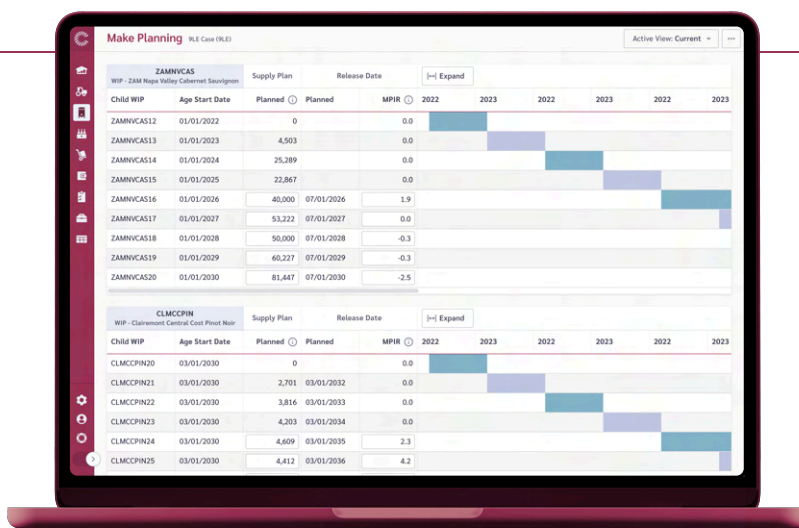 Make Planning 9LE Case (9LE) Active View: Current
ZAMNVCAS Supply Plan Release Date Expand
WIP - ZAM Napa Valley Cabernet Sauvignon
Child WIP Age Start Date Planned Planned MPIR 2022 2023 2022 2023 2022 2023
ZAMNVCAS12 01/01/2022 0 0.0
ZAMNVCAS13 01/01/2023 4,503 0.0
ZAMNVCAS14 01/01/2024 25,289 0.0
ZAMNVCAS15 01/01/2025 22,867 0.0
ZAMNVCAS16 01/01/2026 40,000 07/01/2026 1.9
ZAMNVCAS17 01/01/2027 53,222 07/01/2027 0.0
ZAMNVCAS18 01/01/2028 50,000 07/01/2028 -0.3
ZAMNVCAS19 01/01/2029 60,227 07/01/2029 -0.3
ZAMNVCAS20 01/01/2030 81,447 07/01/2030 -2.5
CLMCCPIN Supply Plan Release Date Expand
WIP - Clairemont Central Cost Pinot Noir
Child WIP Age Start Date Planned Planned MPIR 2022 2023 2022 2023 2022 2023
CLMCCPIN20 03/01/2030 0 0.0
CLMCCPIN21 03/01/2030 2,701 03/01/2032 0.0
CLMCCPIN22 03/01/2030 3,816 03/01/2033 0.0
CLMCCPIN23 03/01/2030 4,203 03/01/2034 0.0
CLMCCPIN24 03/01/2030 4,609 03/01/2035 2.3
CLMCCPIN25 03/01/2030 4,412 03/01/2036 4.2